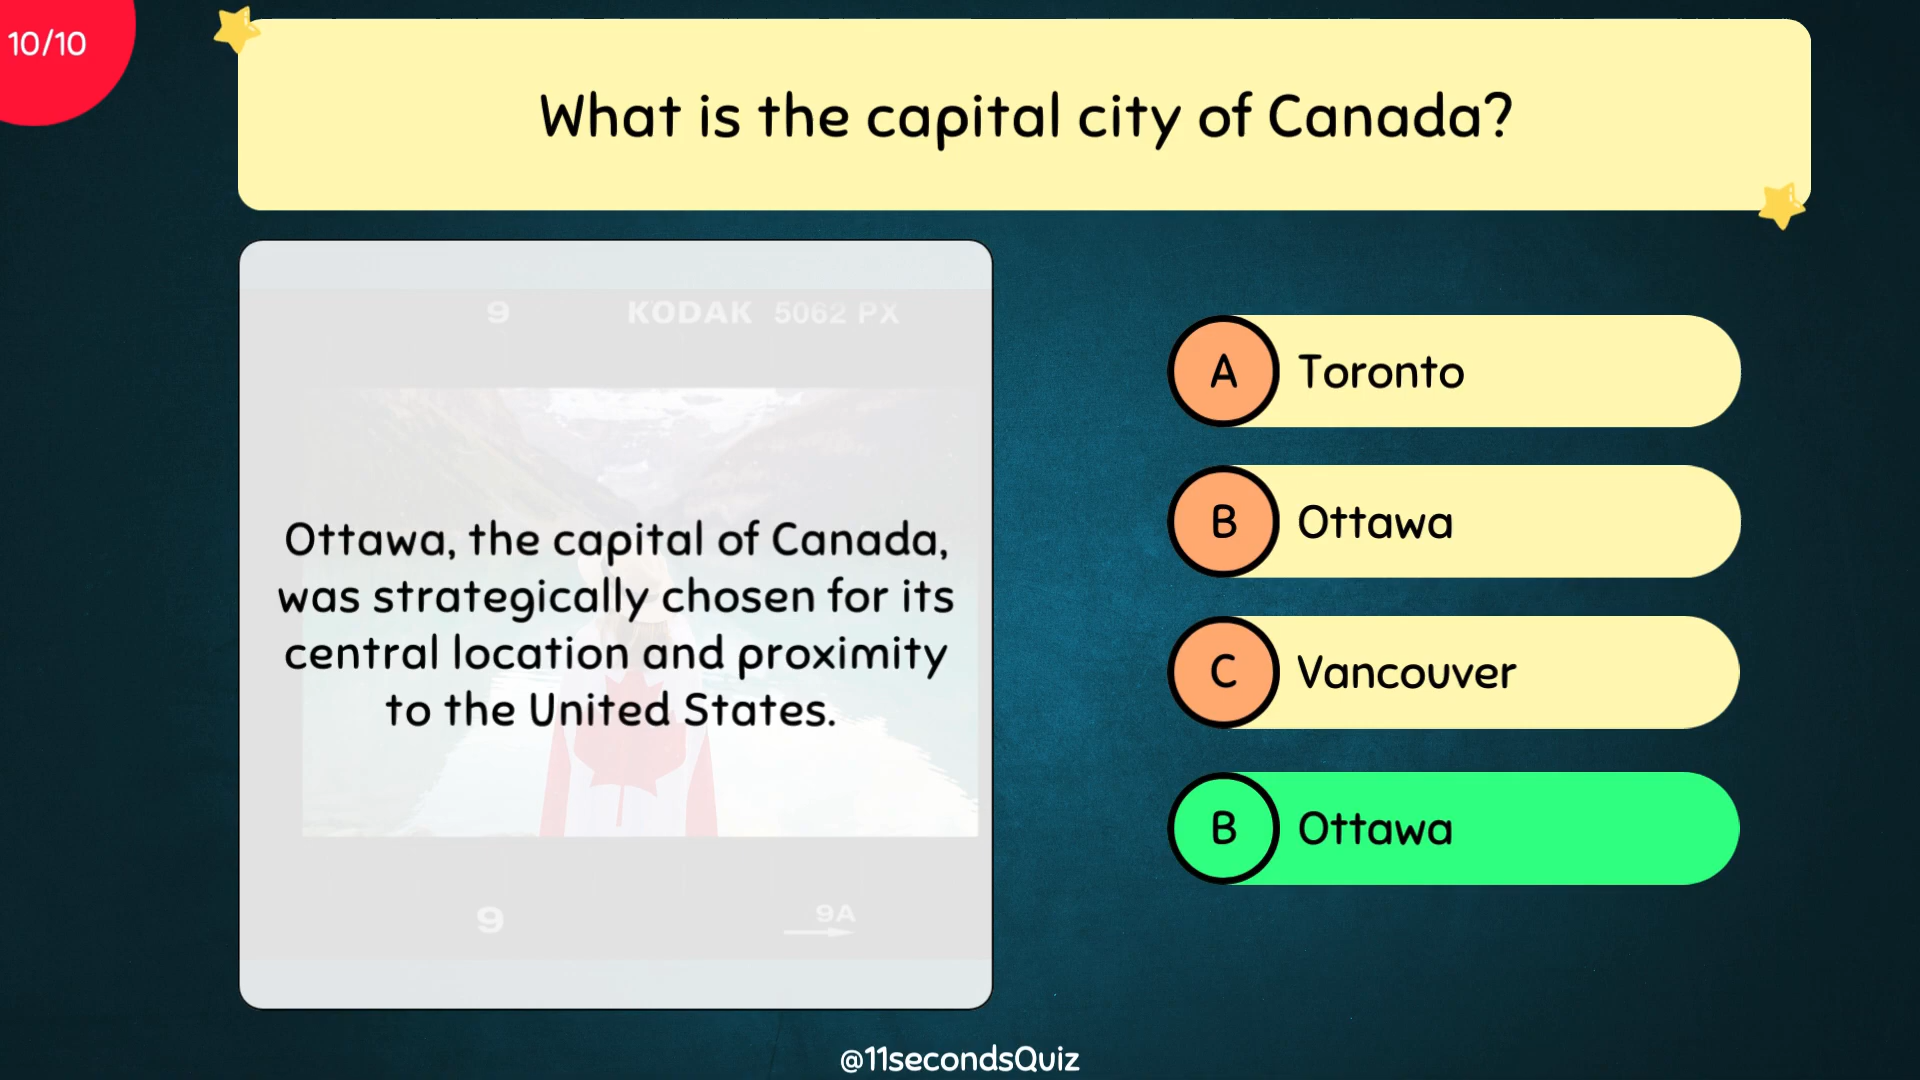 10/10
What is the capital city of Canada?
9 KODAK 5062 PX
Ottawa, the capital of Canada,
was strategically chosen for its
central location and proximity
to the United States.
9 9A
A Toronto
B Ottawa
C Vancouver
B Ottawa
@11secondsQuiz